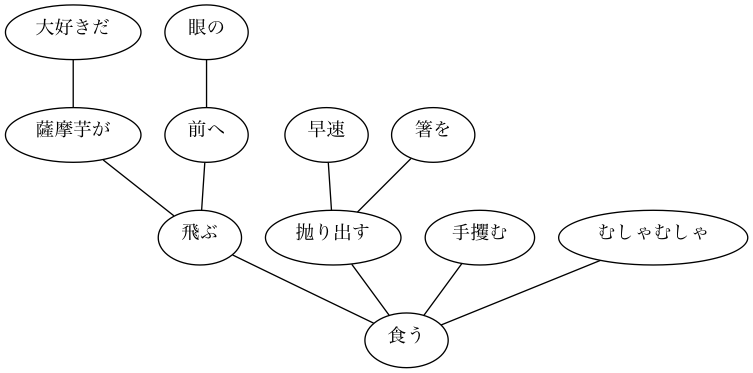 大好きだ
眼の
薩摩芋が
前へ
早速
箸を
飛ぶ
抛り出す
手攫む
むしゃむしゃ
食う